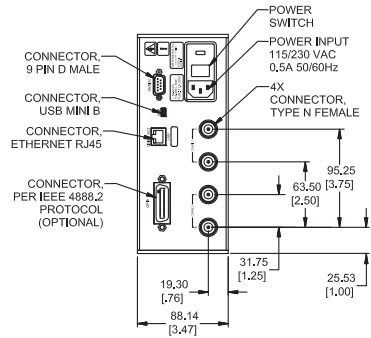 POWER
SWITCH
CONNECTOR,
9 PIN D MALE
POWER INPUT
115/230 VAC
0.5A 50/60Hz
CONNECTOR,
USB MINI B
4X
CONNECTOR,
TYPE N FEMALE
CONNECTOR,
ETHERNET RJ45
CONNECTOR,
PER IEEE 4888.2
PROTOCOL
(OPTIONAL)
95.25
[3.75]
63.50
[2.50]
31.75
[1.25]
25.53
[1.00]
19.30
[.76]
88.14
[3.47]